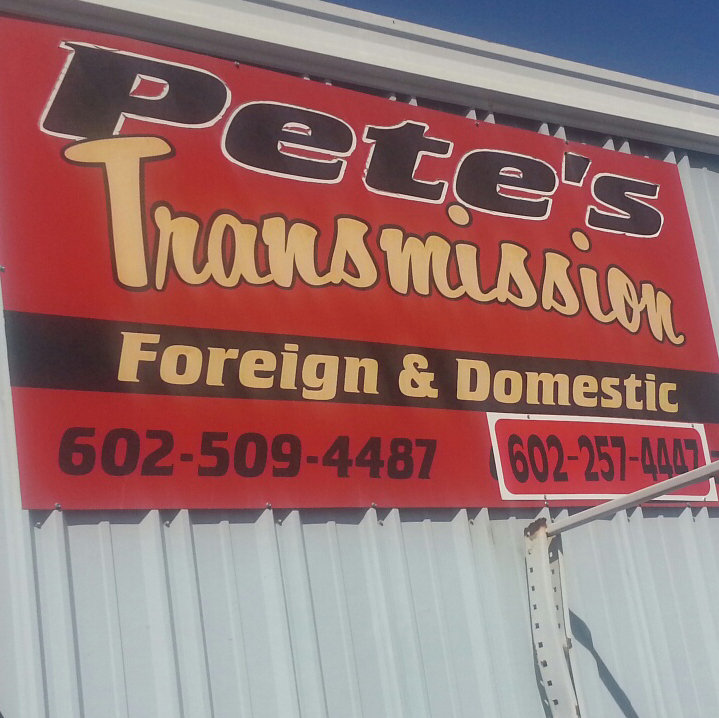 Pete's
Transmission
Foreign & Domestic
602-509-4487 602-257-4447